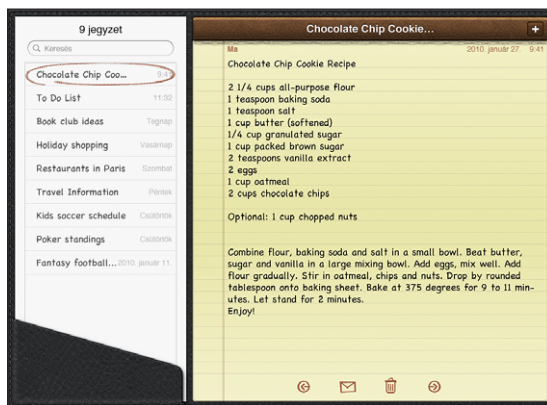 9 jegyzet
Keresés
Chocolate Chip Coo... 9:41
To Do List 11:32
Book club ideas Tegnap
Holiday shopping Vasárnap
Restaurants in Paris Szombat
Travel Information Péntek
Kids soccer schedule Csütörtök
Poker standings Csütörtök
Fantasy football... 2010. január 11.
Chocolate Chip Cookie...
+
Ma 2010. január 27. 9:41
Chocolate Chip Cookie Recipe
2 1/4 cups all-purpose flour
1 teaspoon baking soda
1 teaspoon salt
1 cup butter (softened)
1/4 cup granulated sugar
1 cup packed brown sugar
2 teaspoons vanilla extract
2 eggs
1 cup oatmeal
2 cups chocolate chips
Optional: 1 cup chopped nuts
Combine flour, baking soda and salt in a small bowl. Beat butter,
sugar and vanilla in a large mixing bowl. Add eggs, mix well. Add
flour gradually. Stir in oatmeal, chips and nuts. Drop by rounded
tablespoon onto baking sheet. Bake at 375 degrees for 9 to 11 min-
utes. Let stand for 2 minutes.
Enjoy!